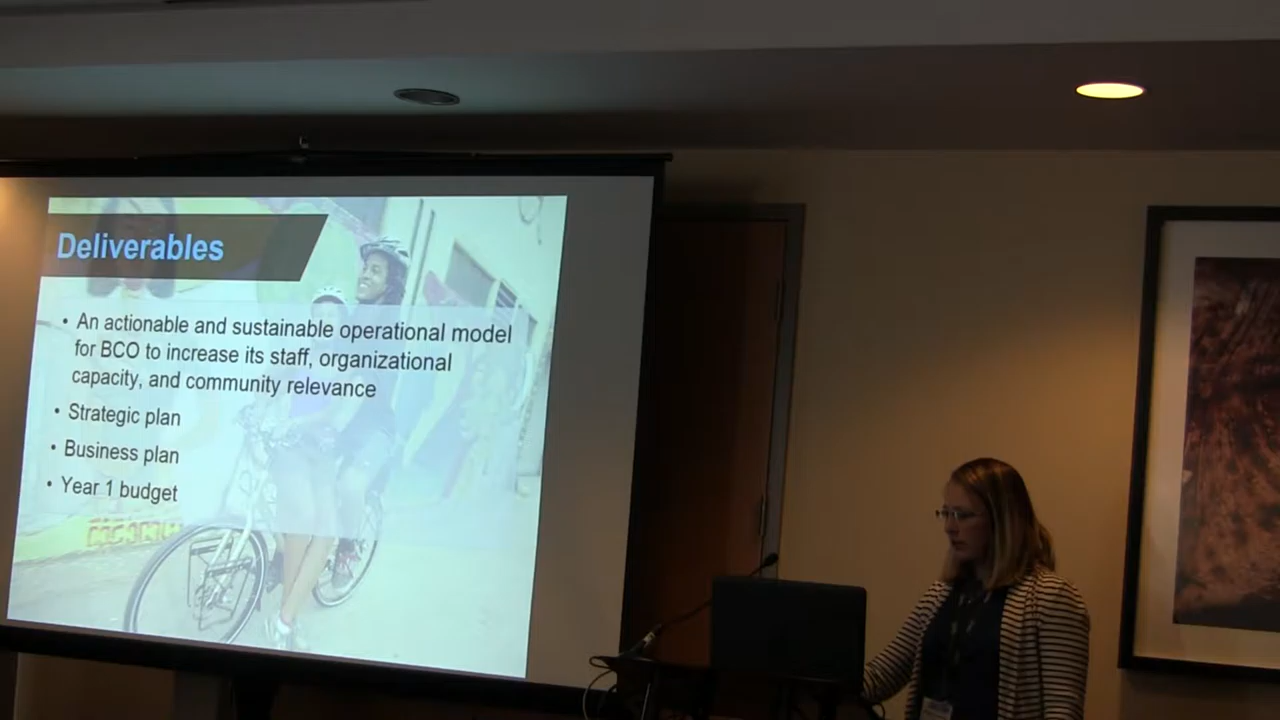 Deliverables
• An actionable and sustainable operational model
for BCO to increase its staff, organizational
capacity, and community relevance
• Strategic plan
• Business plan
• Year 1 budget